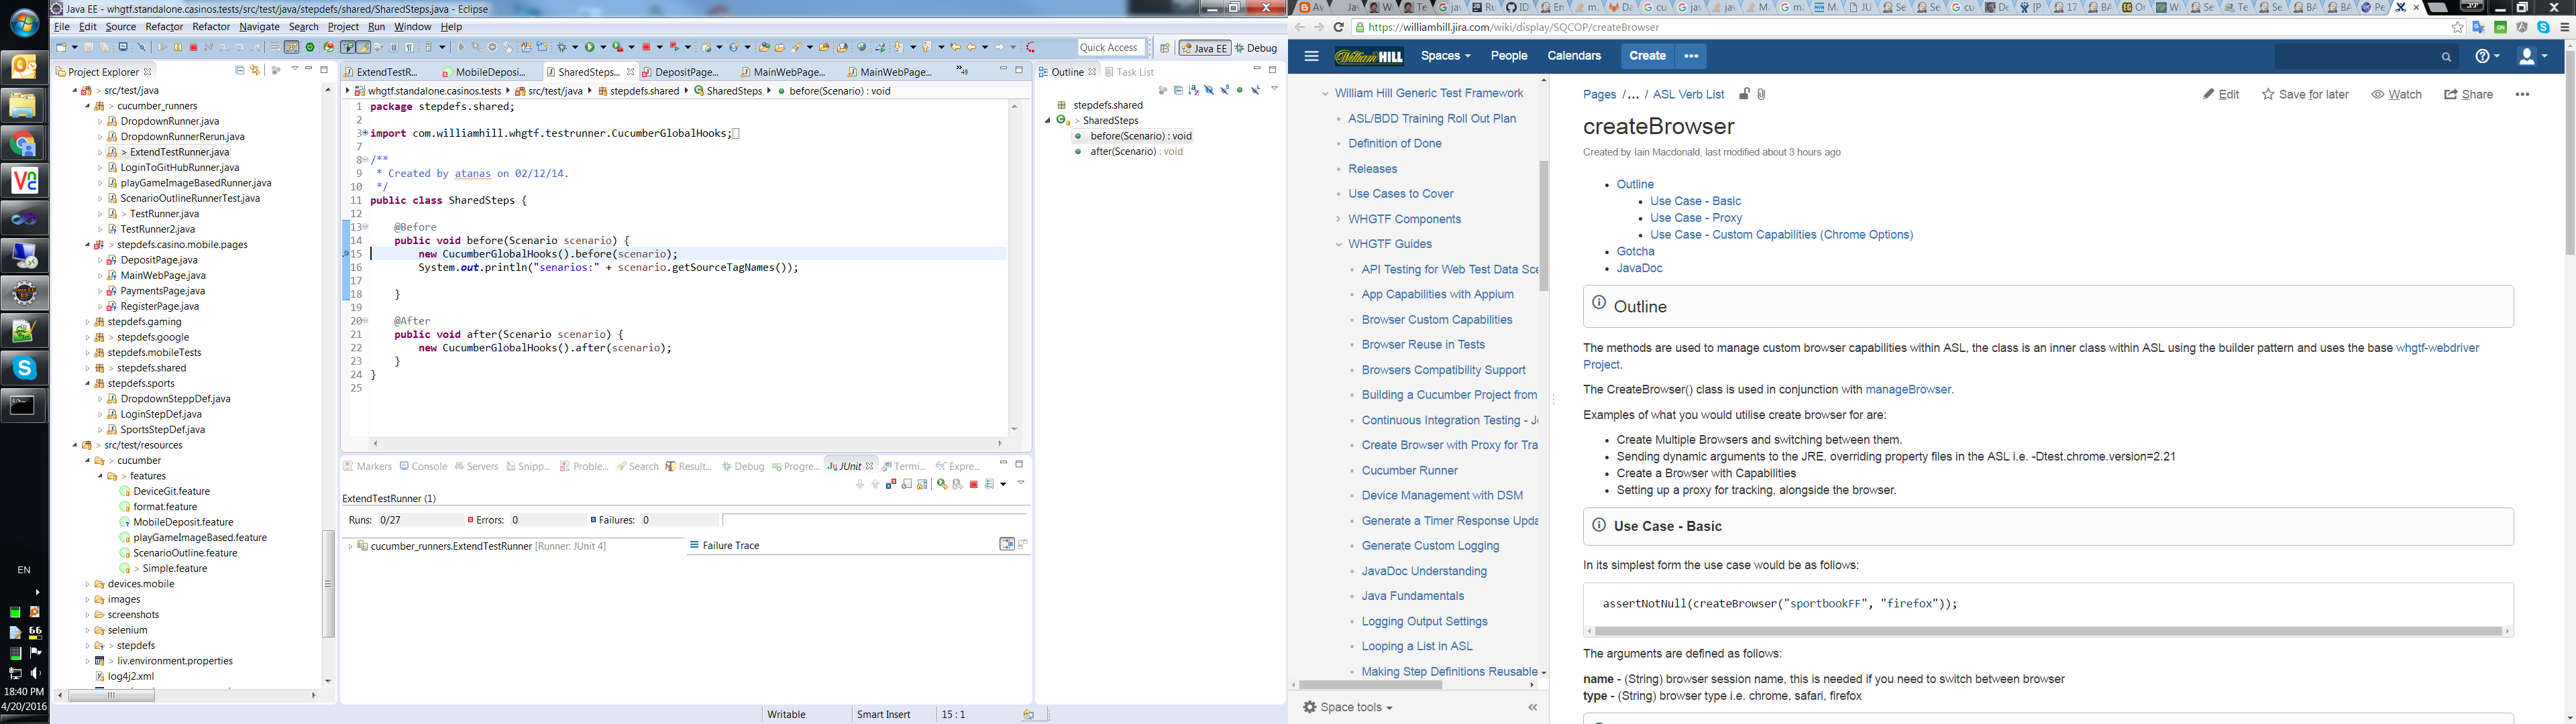 Java EE - whgtf.standalone.casinos.tests/src/test/java/stepdefs/shared/SharedSteps.java - Eclipse
File Edit Source Refactor Refactor Navigate Search Project Run Window Help
Quick Access
Java EE
Debug
Project Explorer
> src/test/java
> cucumber_runners
DropdownRunner.java
DropdownRunnerRerun.java
> ExtendTestRunner.java
LoginToGitHubRunner.java
playGameImageBasedRunner.java
ScenarioOutlineRunnerTest.java
> TestRunner.java
TestRunner2.java
> stepdefs.casino.mobile.pages
DepositPage.java
MainWebPage.java
PaymentsPage.java
RegisterPage.java
stepdefs.gaming
> stepdefs.google
stepdefs.mobileTests
> stepdefs.shared
stepdefs.sports
DropdownSteppDef.java
LoginStepDef.java
SportsStepDef.java
> src/test/resources
> cucumber
> features
DeviceGit.feature
format.feature
MobileDeposit.feature
playGameImageBased.feature
ScenarioOutline.feature
> Simple.feature
devices.mobile
images
screenshots
selenium
> stepdefs
> liv.environment.properties
log4j2.xml
EN
18:40 PM
4/20/2016
ExtendTestR... MobileDeposi... SharedSteps... DepositPage... MainWebPage... MainWebPage... »49
whgtf.standalone.casinos.tests src/test/java stepdefs.shared SharedSteps before(Scenario) : void
1 package stepdefs.shared;
2
3 import com.williamhill.whgtf.testrunner.CucumberGlobalHooks;
7
8 /**
9 * Created by atanas on 02/12/14.
10 */
11 public class SharedSteps {
12
13 @Before
14 public void before(Scenario scenario) {
15 new CucumberGlobalHooks().before(scenario);
16 System.out.println("senarios:" + scenario.getSourceTagNames());
17
18 }
19
20 @After
21 public void after(Scenario scenario) {
22 new CucumberGlobalHooks().after(scenario);
23 }
24 }
25
Markers Console Servers Snipp... Proble... Search Result... Debug Progre... JUnit Termi... Expre...
ExtendTestRunner (1)
Runs: 0/27 Errors: 0 Failures: 0
cucumber_runners.ExtendTestRunner [Runner: JUnit 4]
Failure Trace
Writable Smart Insert 15 : 1
Outline Task List
stepdefs.shared
> SharedSteps
before(Scenario) : void
after(Scenario) : void
https://williamhill.jira.com/wiki/display/SQCOP/createBrowser
William HILL Spaces People Calendars Create
William Hill Generic Test Framework
ASL/BDD Training Roll Out Plan
Definition of Done
Releases
Use Cases to Cover
WHGTF Components
WHGTF Guides
API Testing for Web Test Data Sce
App Capabilities with Appium
Browser Custom Capabilities
Browser Reuse in Tests
Browsers Compatibility Support
Building a Cucumber Project from
Continuous Integration Testing - Je
Create Browser with Proxy for Tra
Cucumber Runner
Device Management with DSM
Generate a Timer Response Upda
Generate Custom Logging
JavaDoc Understanding
Java Fundamentals
Logging Output Settings
Looping a List in ASL
Making Step Definitions Reusable
Space tools
Pages / ... / ASL Verb List
Edit Save for later Watch Share
createBrowser
Created by Iain Macdonald, last modified about 3 hours ago
Outline
Use Case - Basic
Use Case - Proxy
Use Case - Custom Capabilities (Chrome Options)
Gotcha
JavaDoc
Outline
The methods are used to manage custom browser capabilities within ASL, the class is an inner class within ASL using the builder pattern and uses the base whgtf-webdriver
Project.
The CreateBrowser() class is used in conjunction with manageBrowser.
Examples of what you would utilise create browser for are:
Create Multiple Browsers and switching between them.
Sending dynamic arguments to the JRE, overriding property files in the ASL i.e. -Dtest.chrome.version=2.21
Create a Browser with Capabilities
Setting up a proxy for tracking, alongside the browser.
Use Case - Basic
In its simplest form the use case would be as follows:
assertNotNull(createBrowser("sportbookFF", "firefox"));
The arguments are defined as follows:
name - (String) browser session name, this is needed if you need to switch between browser
type - (String) browser type i.e. chrome, safari, firefox